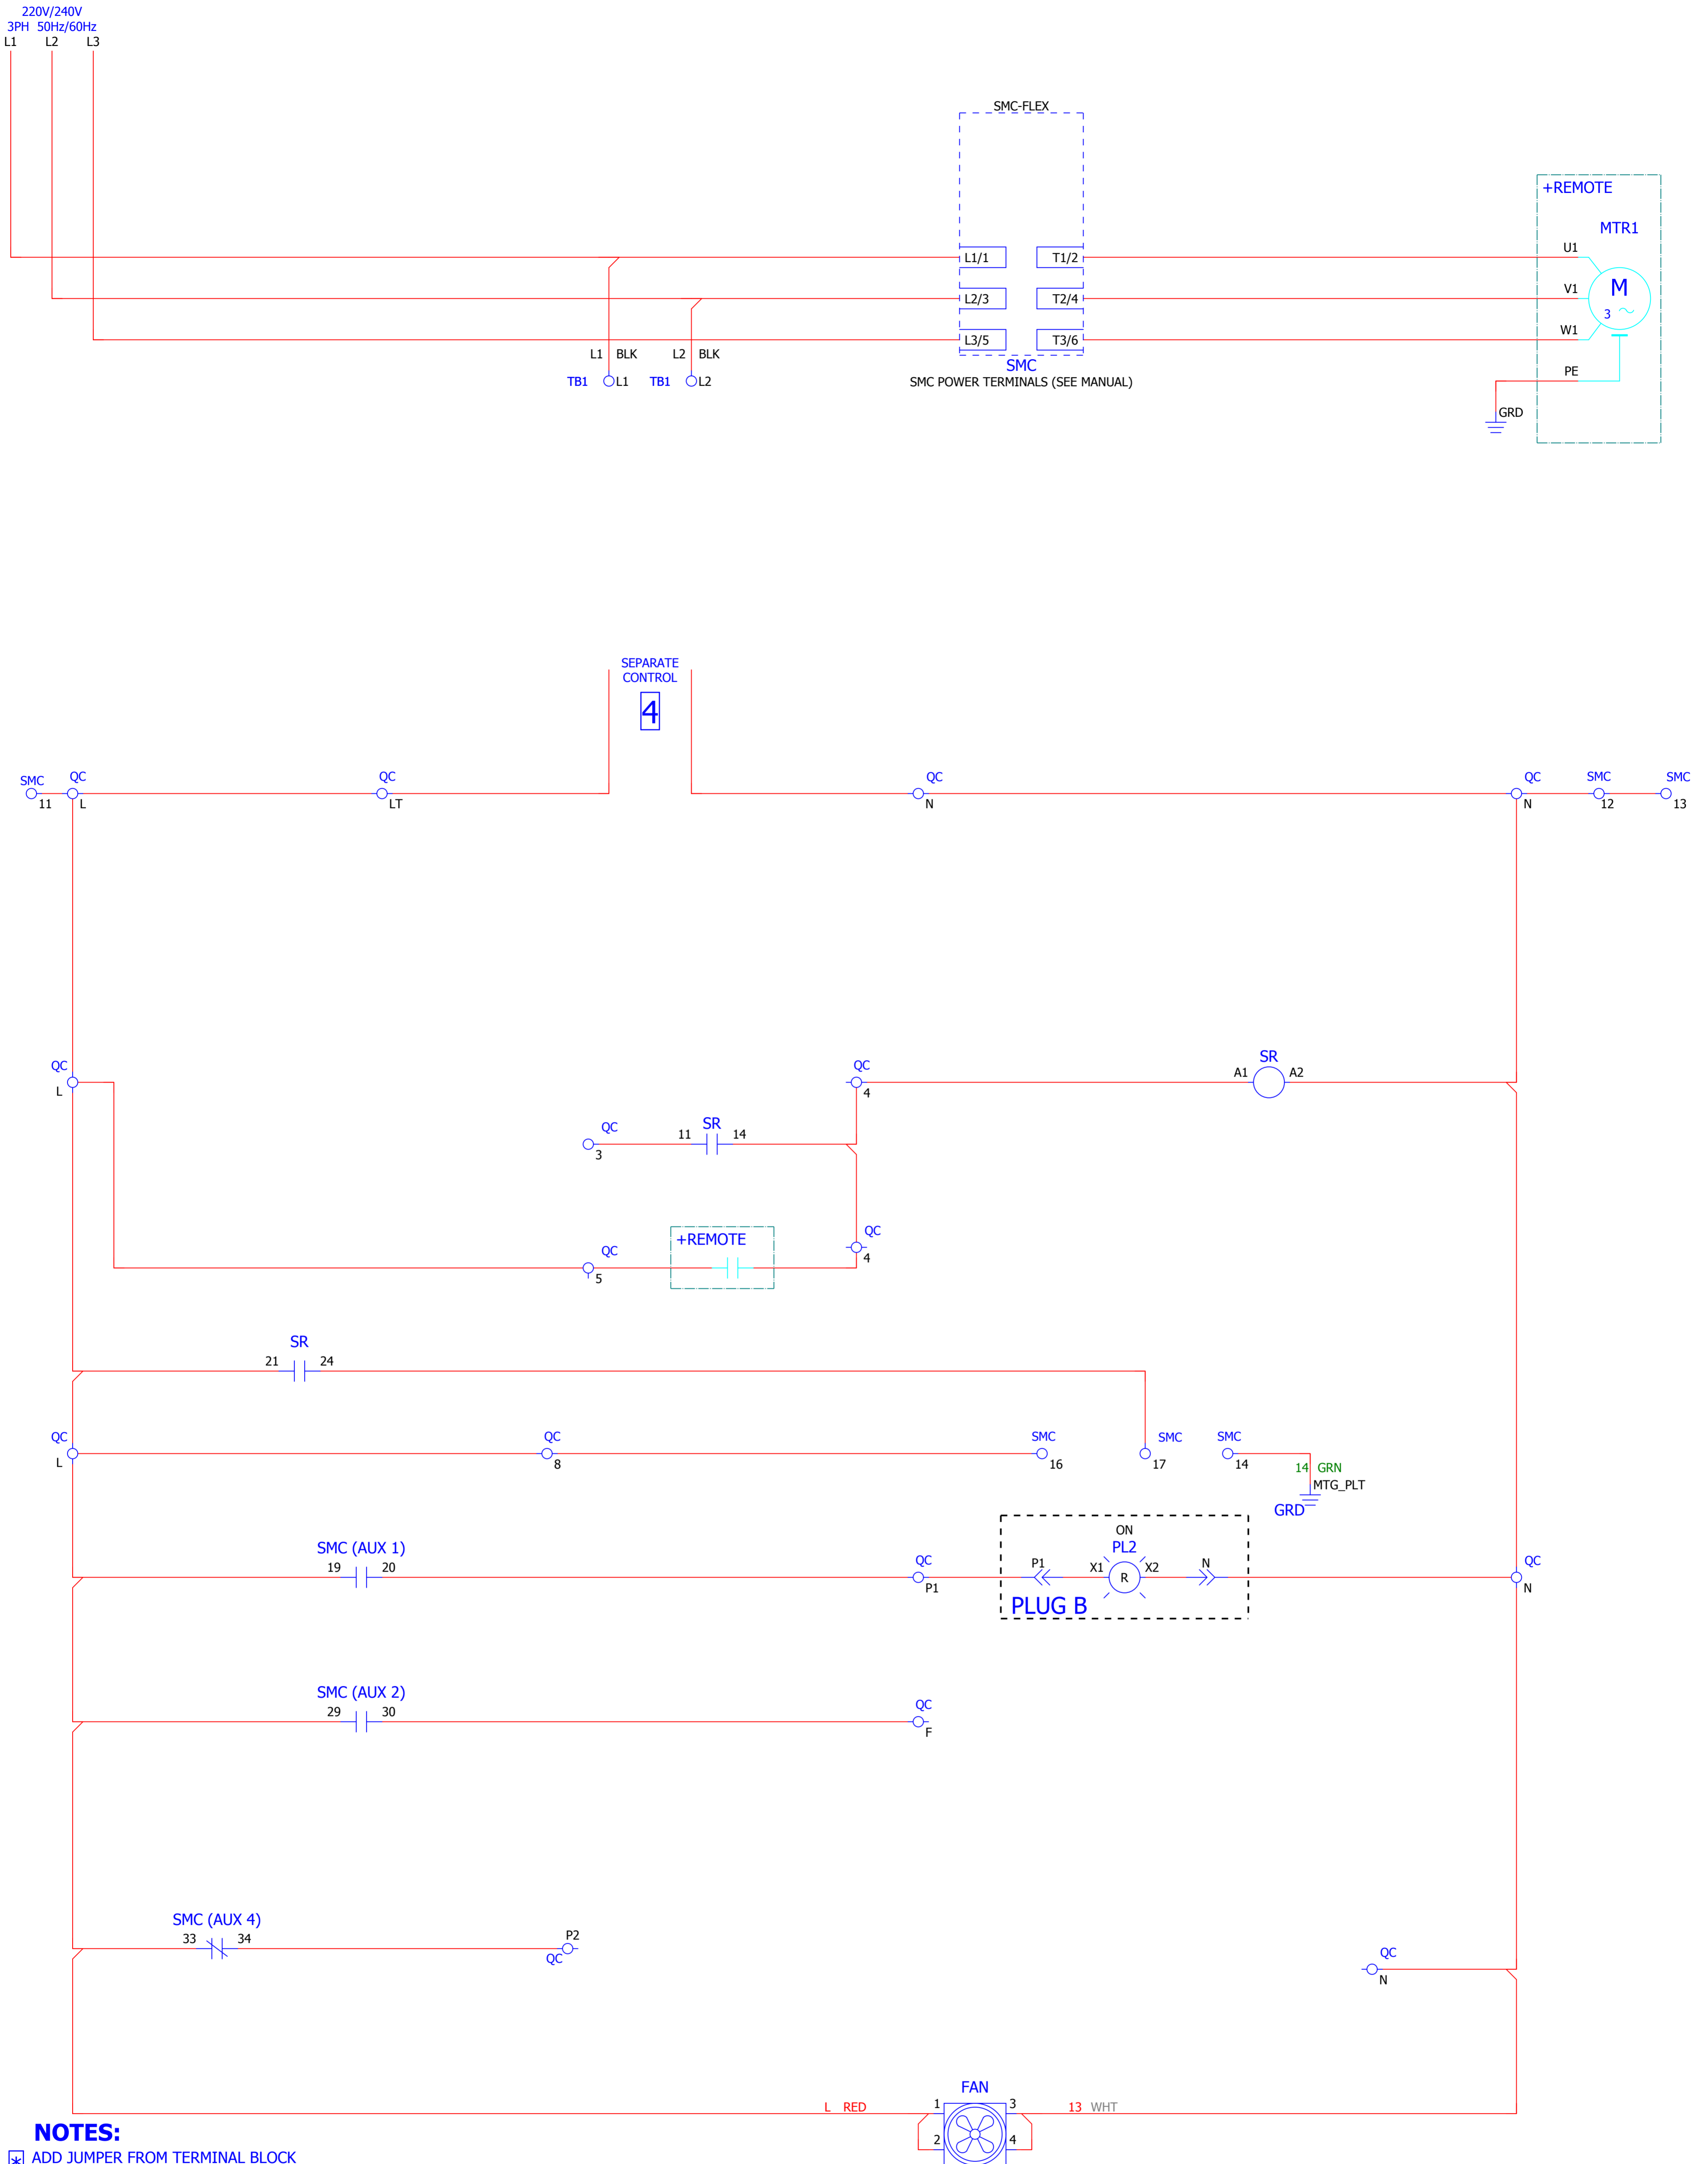 220V/240V
3PH 50Hz/60Hz
L1 L2 L3
SMC-FLEX
+REMOTE
MTR1
L1/1 T1/2 U1
L2/3 T2/4 V1 M
3
L3/5 T3/6 W1
L1 BLK L2 BLK
SMC
TB1 L1 TB1 L2 SMC POWER TERMINALS (SEE MANUAL) PE
GRD
SEPARATE
CONTROL
4
SMC QC QC QC QC SMC SMC
11 L LT N N 12 13
QC QC SR
L 4 A1 A2
QC 11 SR 14
3
QC +REMOTE QC
5 4
SR
21 24
QC QC SMC SMC SMC
L 8 16 17 14
14 GRN
MTG_PLT
GRD
ON
SMC (AUX 1) PL2
19 20 QC P1 X1 X2 N QC
P1 R N
PLUG B
SMC (AUX 2)
29 30 QC
F
SMC (AUX 4)
33 34 P2
QC QC
N
FAN
L RED 1 3 13 WHT
2 4
NOTES:
* ADD JUMPER FROM TERMINAL BLOCK